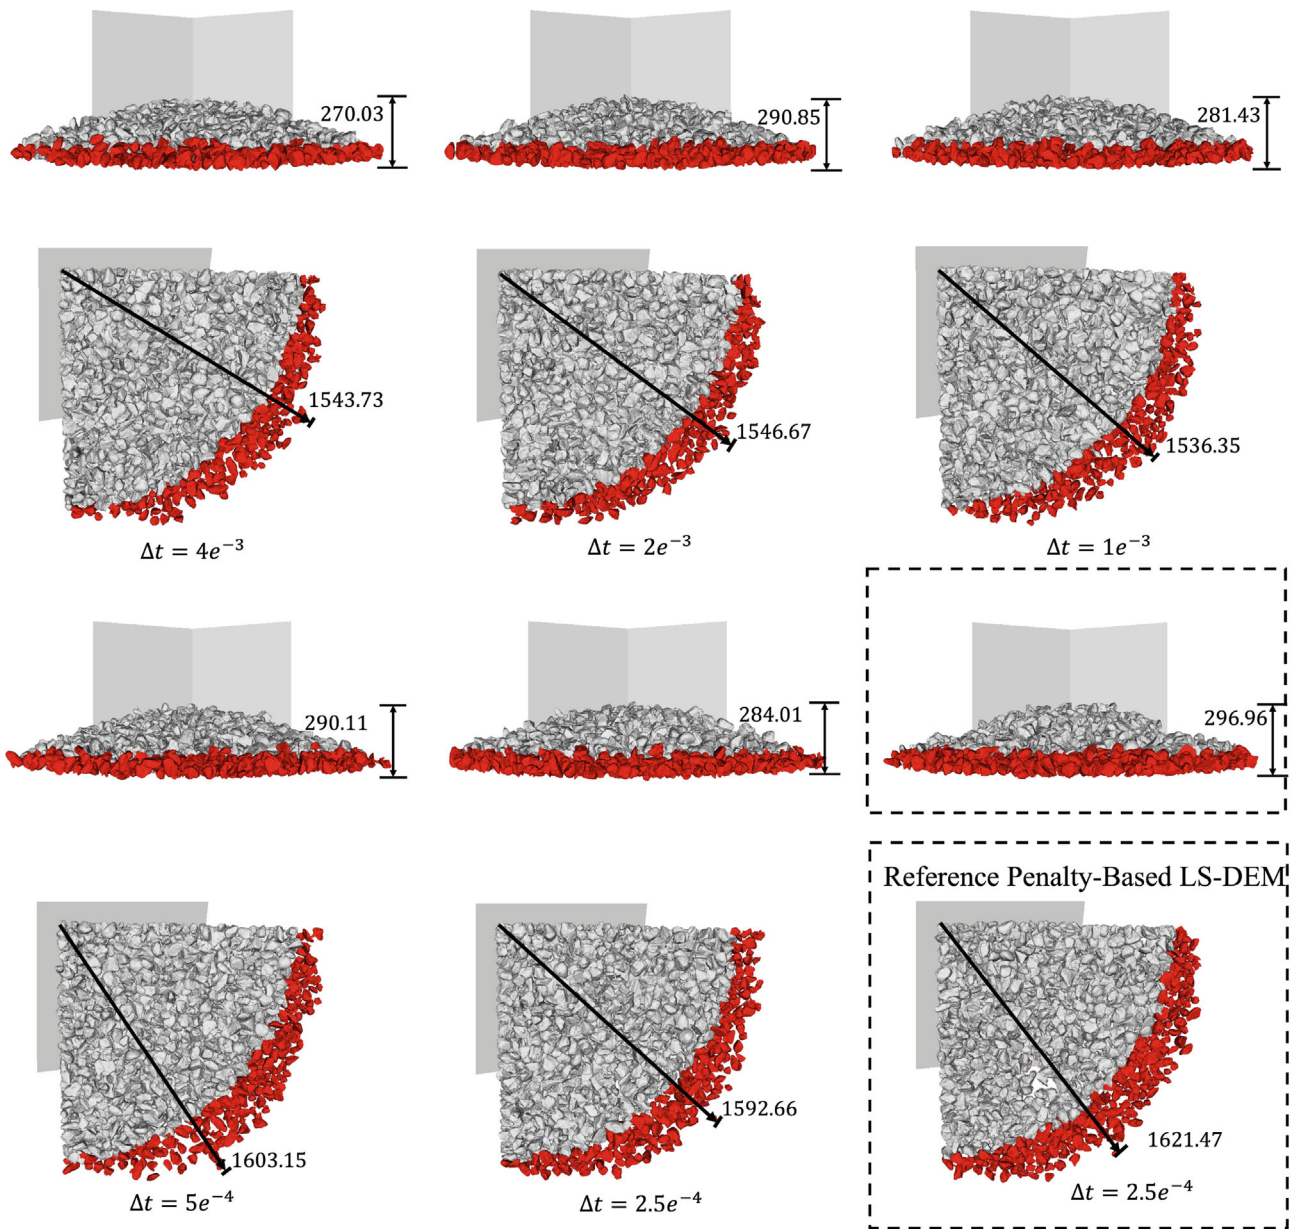 270.03
290.85
281.43
1543.73
1546.67
1536.35
Δt = 4e⁻³
Δt = 2e⁻³
Δt = 1e⁻³
290.11
284.01
296.96
Reference Penalty-Based LS-DEM
1603.15
1592.66
1621.47
Δt = 5e⁻⁴
Δt = 2.5e⁻⁴
Δt = 2.5e⁻⁴